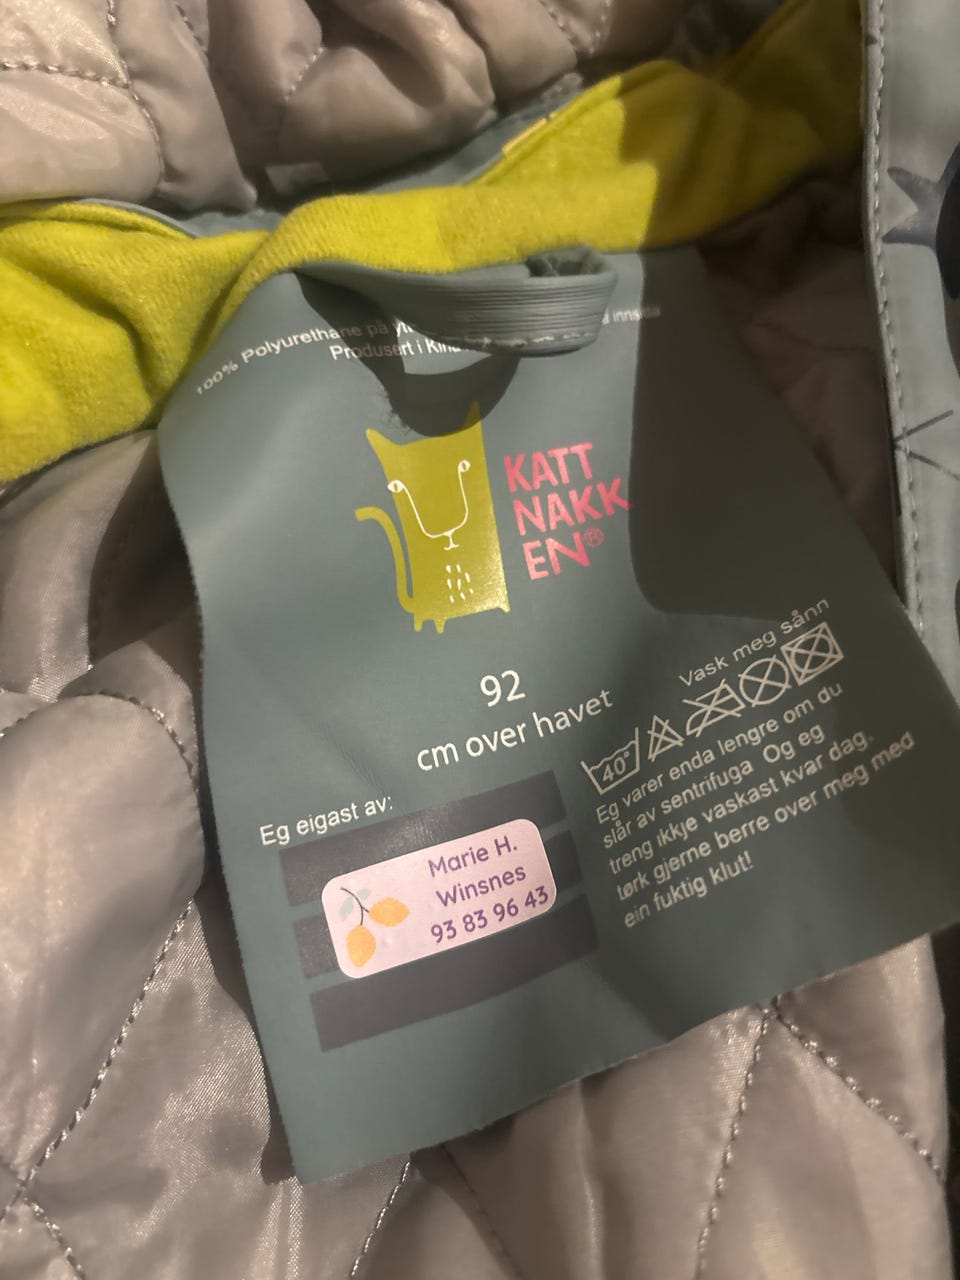 100% Polyurethane på innsida
Produsert i
KATT
NAKK
EN®
92
cm over havet
Vask meg sånn
40°
Eg varer enda lengre om du
slår av sentrifuga Og eg
treng ikkje vaskast kvar dag,
tørk gjerne berre over meg med
ein fuktig klut!
Eg eigast av:
Marie H.
Winsnes
93 83 96 43